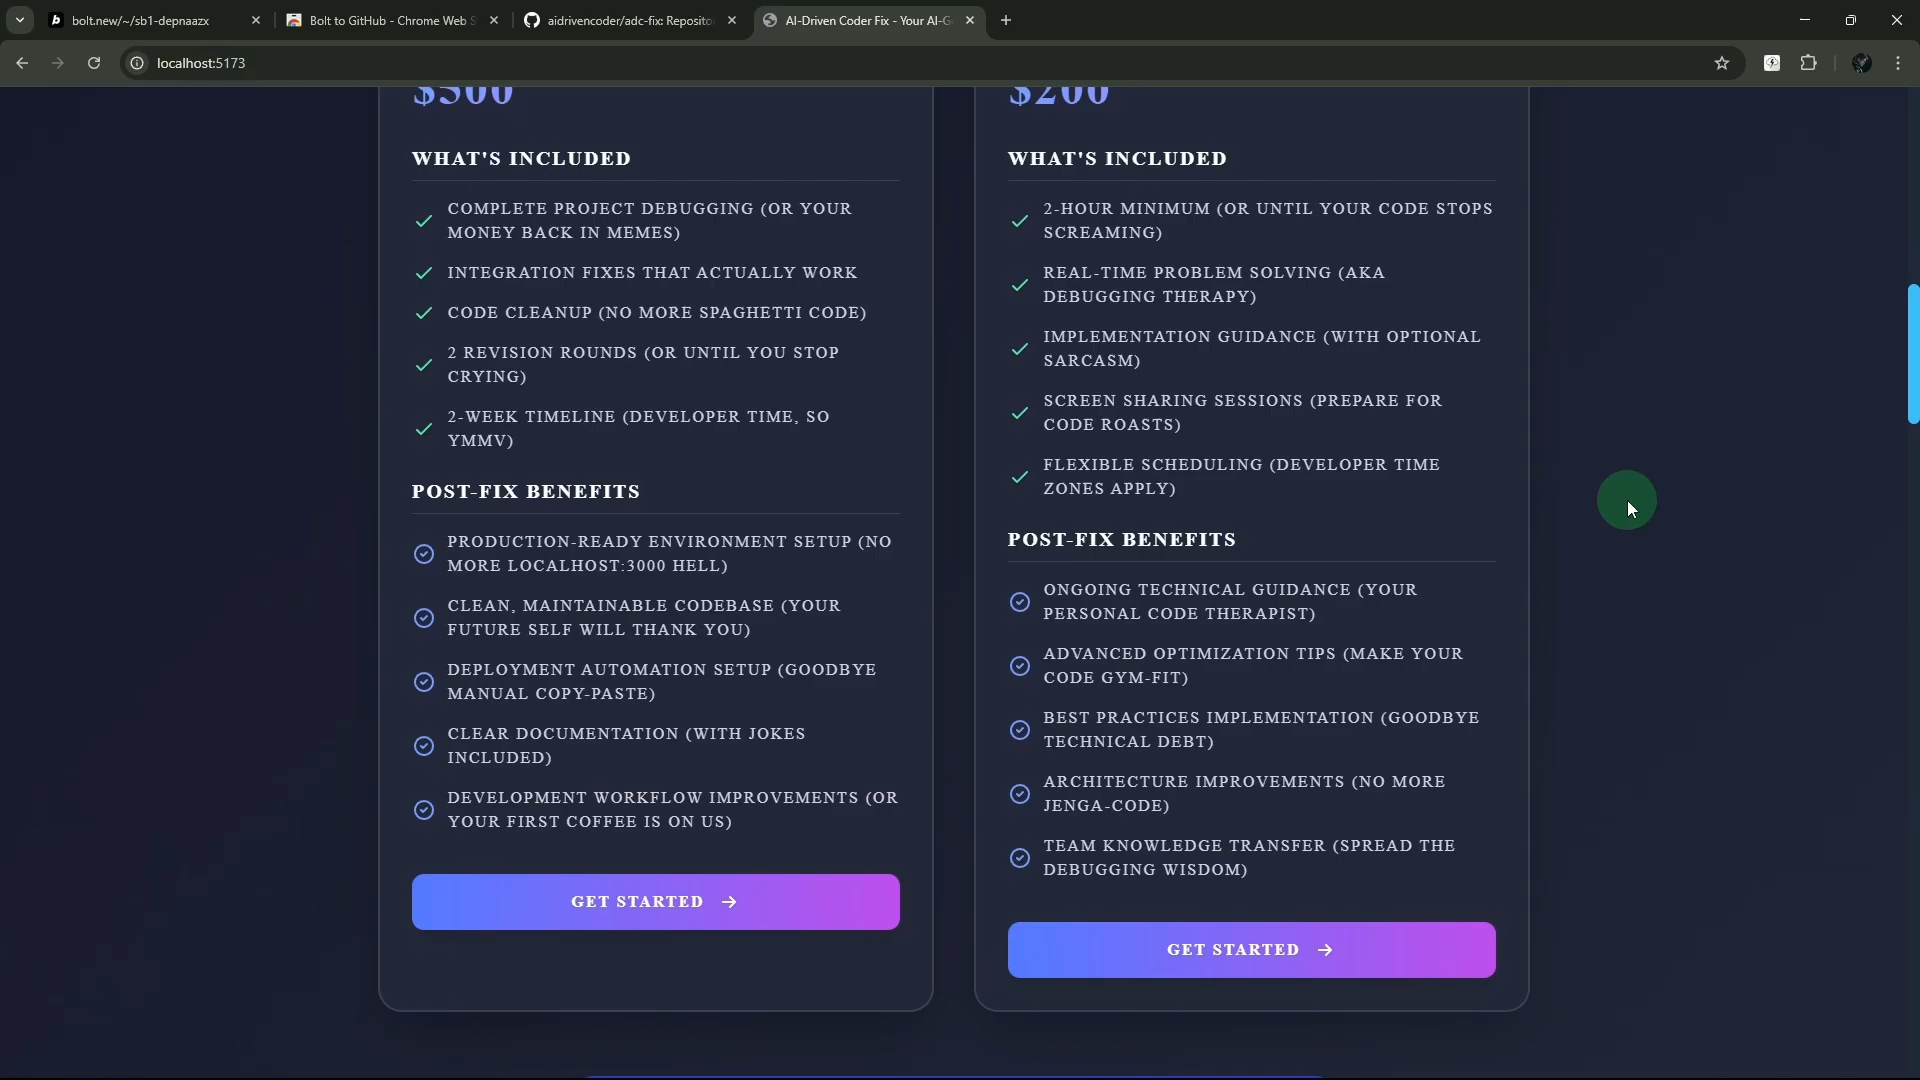 bolt.new/~/sb1-depnaazx
Bolt to GitHub - Chrome Web S
aidrivencoder/adc-fix: Reposito
AI-Driven Coder Fix - Your AI-G
localhost:5173
$500
WHAT'S INCLUDED
COMPLETE PROJECT DEBUGGING (OR YOUR
MONEY BACK IN MEMES)
INTEGRATION FIXES THAT ACTUALLY WORK
CODE CLEANUP (NO MORE SPAGHETTI CODE)
2 REVISION ROUNDS (OR UNTIL YOU STOP
CRYING)
2-WEEK TIMELINE (DEVELOPER TIME, SO
YMMV)
POST-FIX BENEFITS
PRODUCTION-READY ENVIRONMENT SETUP (NO
MORE LOCALHOST:3000 HELL)
CLEAN, MAINTAINABLE CODEBASE (YOUR
FUTURE SELF WILL THANK YOU)
DEPLOYMENT AUTOMATION SETUP (GOODBYE
MANUAL COPY-PASTE)
CLEAR DOCUMENTATION (WITH JOKES
INCLUDED)
DEVELOPMENT WORKFLOW IMPROVEMENTS (OR
YOUR FIRST COFFEE IS ON US)
GET STARTED →
$200
WHAT'S INCLUDED
2-HOUR MINIMUM (OR UNTIL YOUR CODE STOPS
SCREAMING)
REAL-TIME PROBLEM SOLVING (AKA
DEBUGGING THERAPY)
IMPLEMENTATION GUIDANCE (WITH OPTIONAL
SARCASM)
SCREEN SHARING SESSIONS (PREPARE FOR
CODE ROASTS)
FLEXIBLE SCHEDULING (DEVELOPER TIME
ZONES APPLY)
POST-FIX BENEFITS
ONGOING TECHNICAL GUIDANCE (YOUR
PERSONAL CODE THERAPIST)
ADVANCED OPTIMIZATION TIPS (MAKE YOUR
CODE GYM-FIT)
BEST PRACTICES IMPLEMENTATION (GOODBYE
TECHNICAL DEBT)
ARCHITECTURE IMPROVEMENTS (NO MORE
JENGA-CODE)
TEAM KNOWLEDGE TRANSFER (SPREAD THE
DEBUGGING WISDOM)
GET STARTED →